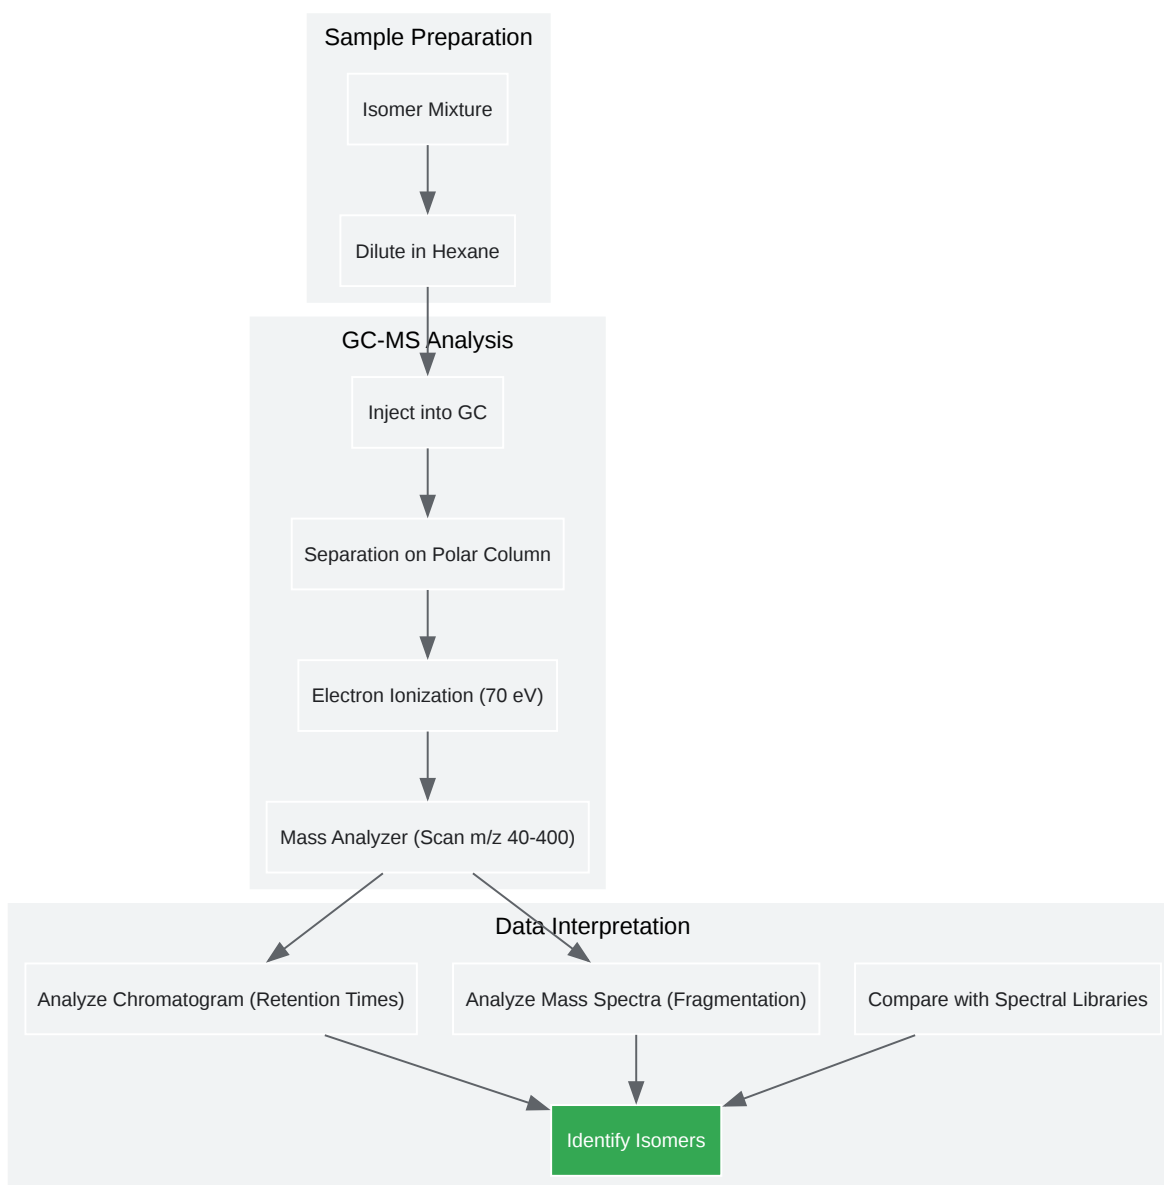 Sample Preparation
Isomer Mixture
Dilute in Hexane
GC-MS Analysis
Inject into GC
Separation on Polar Column
Electron Ionization (70 eV)
Mass Analyzer (Scan m/z 40-400)
Data Interpretation
Analyze Chromatogram (Retention Times)
Analyze Mass Spectra (Fragmentation)
Compare with Spectral Libraries
Identify Isomers